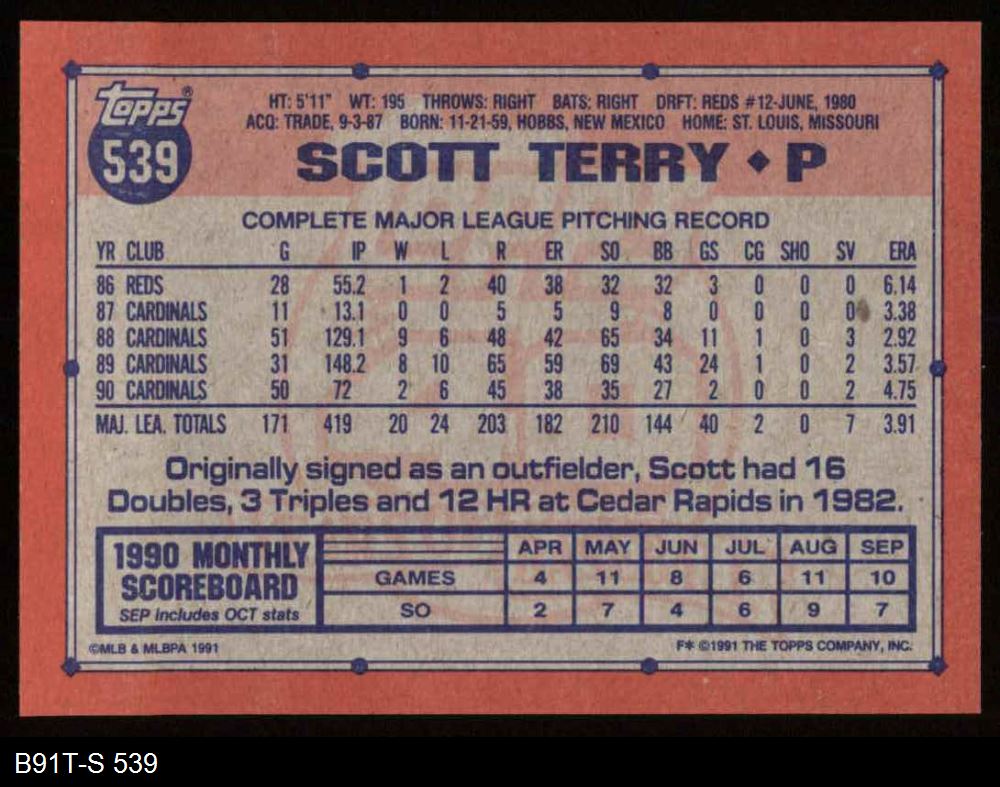 Topps®
539
HT: 5'11" WT: 195 THROWS: RIGHT BATS: RIGHT DRFT: REDS #12-JUNE, 1980
ACQ: TRADE, 9-3-87 BORN: 11-21-59, HOBBS, NEW MEXICO HOME: ST. LOUIS, MISSOURI
SCOTT TERRY ◆ P
COMPLETE MAJOR LEAGUE PITCHING RECORD
YR CLUB G IP W L R ER SO BB GS CG SHO SV ERA
86 REDS 28 55.2 1 2 40 38 32 32 3 0 0 0 6.14
87 CARDINALS 11 13.1 0 0 5 5 9 8 0 0 0 0 3.38
88 CARDINALS 51 129.1 9 6 48 42 65 34 11 1 0 3 2.92
89 CARDINALS 31 148.2 8 10 65 59 69 43 24 1 0 2 3.57
90 CARDINALS 50 72 2 6 45 38 35 27 2 0 0 2 4.75
MAJ. LEA. TOTALS 171 419 20 24 203 182 210 144 40 2 0 7 3.91
Originally signed as an outfielder, Scott had 16
Doubles, 3 Triples and 12 HR at Cedar Rapids in 1982.
1990 MONTHLY
SCOREBOARD
SEP includes OCT stats
APR MAY JUN JUL AUG SEP
GAMES 4 11 8 6 11 10
SO 2 7 4 6 9 7
©MLB & MLBPA 1991
F* ©1991 THE TOPPS COMPANY, INC.
B91T-S 539